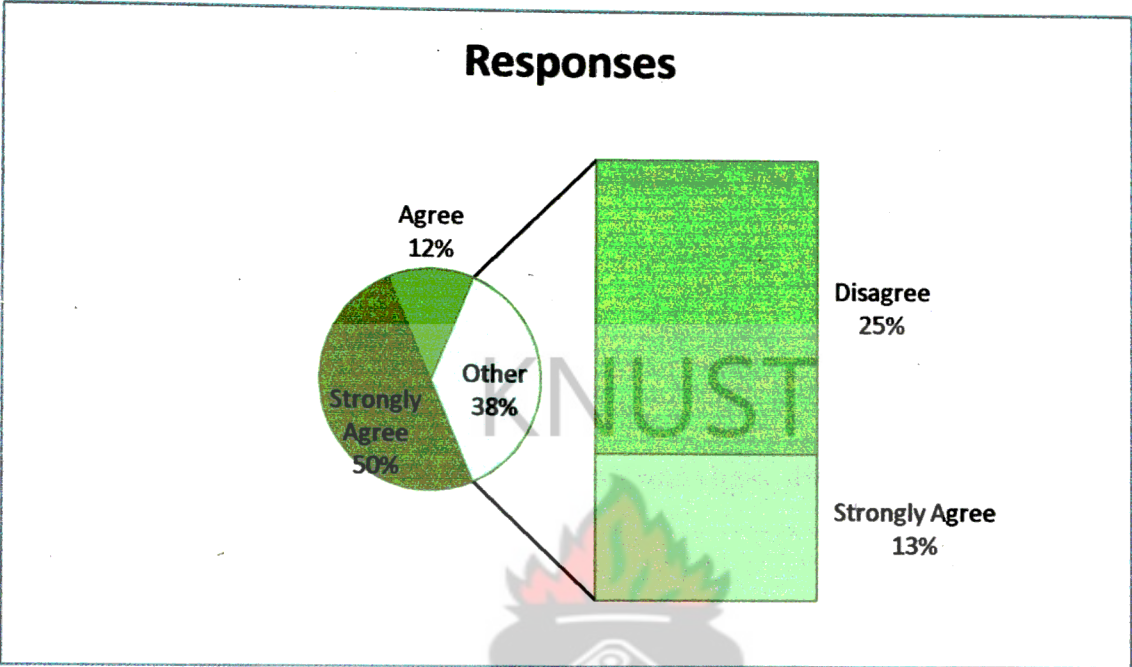 Responses
Agree
12%
Other
38%
Strongly
Agree
50%
Disagree
25%
Strongly Agree
13%
KNUST